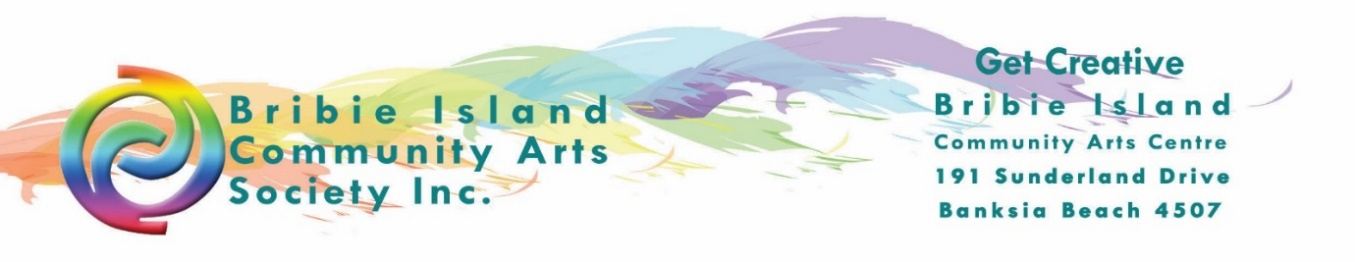 Bribie Island
Community Arts
Society Inc.
Get Creative
Bribie Island
Community Arts Centre
191 Sunderland Drive
Banksia Beach 4507